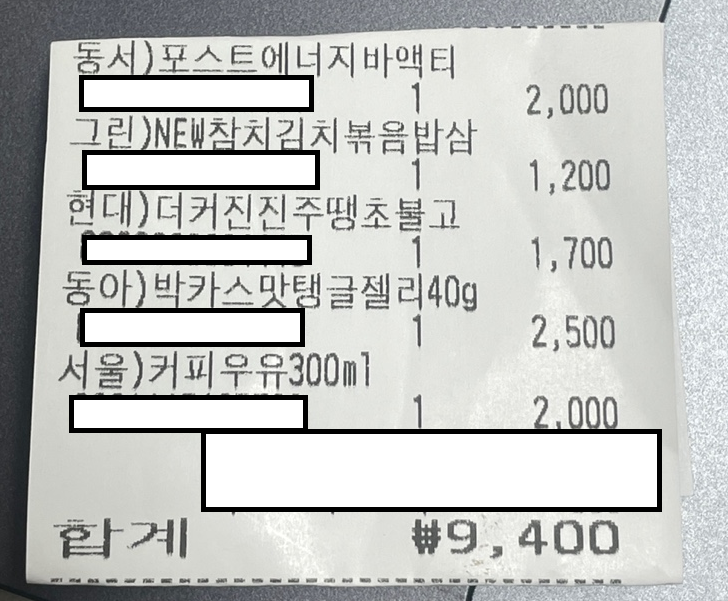 동서)포스트에너지바액티
1 2,000
그린)NEW참치김치볶음밥삼
1 1,200
현대)더커진진주땡초불고
1 1,700
동아)박카스맛탱글젤리40g
1 2,500
서울)커피우유300ml
1 2,000
합계 ₩9,400